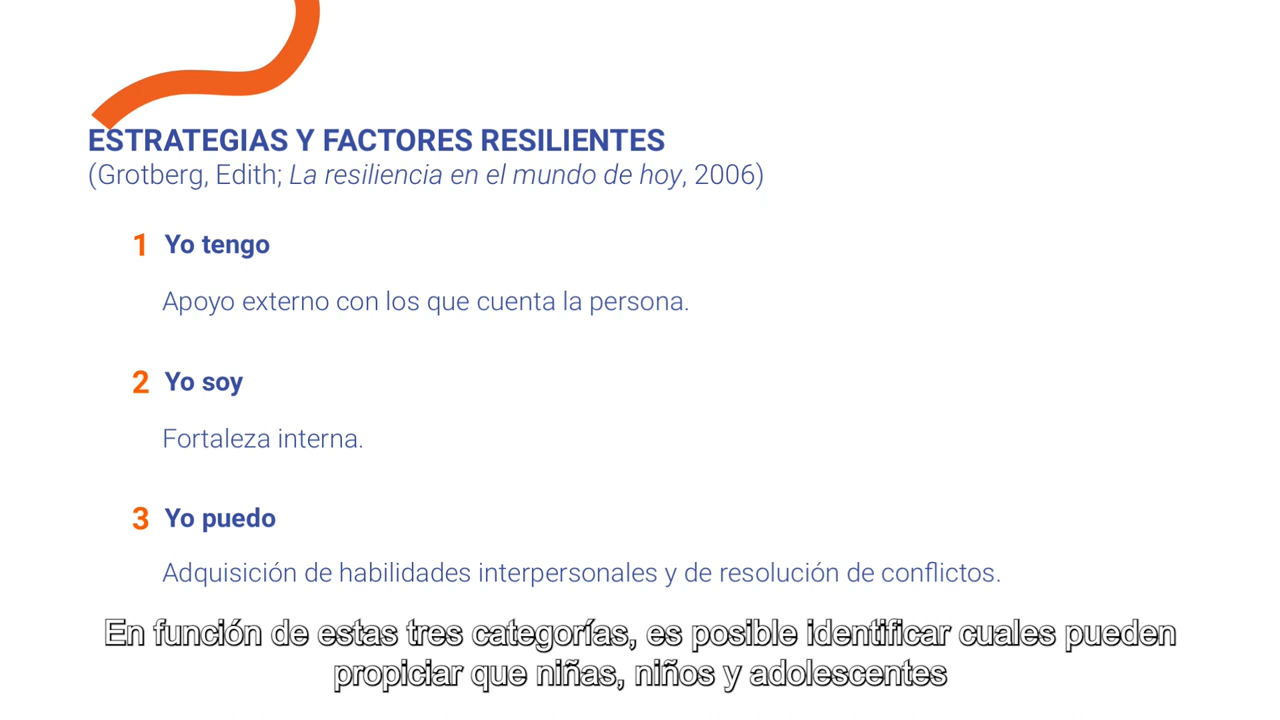 ESTRATEGIAS Y FACTORES RESILIENTES
(Grotberg, Edith; La resiliencia en el mundo de hoy, 2006)
1 Yo tengo
Apoyo externo con los que cuenta la persona.
2 Yo soy
Fortaleza interna.
3 Yo puedo
Adquisición de habilidades interpersonales y de resolución de conflictos.
En función de estas tres categorías, es posible identificar cuales pueden
propiciar que niñas, niños y adolescentes